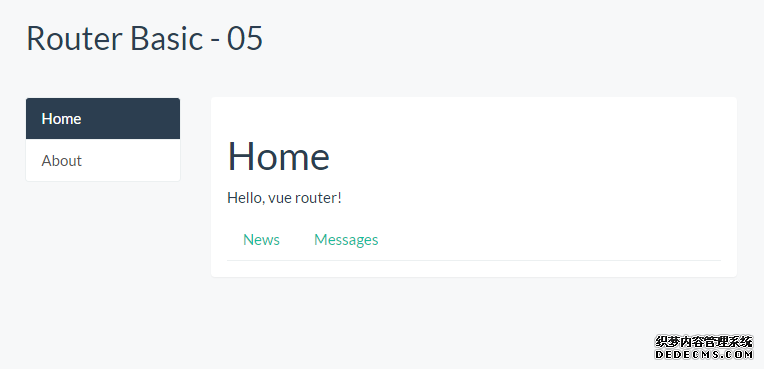 Router Basic - 05
Home
About
Home
Hello, vue router!
News Messages
织梦内容管理系统
DEDECMS.COM